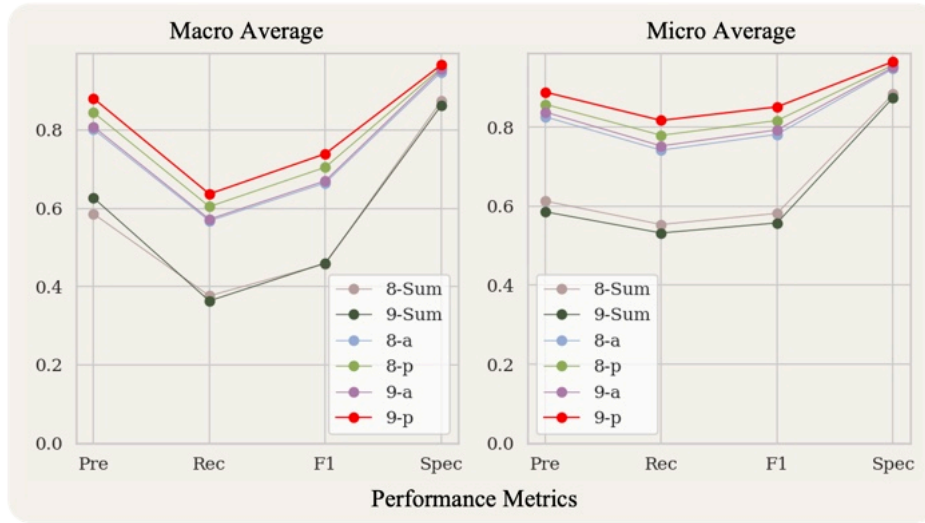 Macro Average
0.8
0.6
0.4
0.2
0.0
Pre Rec F1 Spec
8-Sum
9-Sum
8-a
8-p
9-a
9-p
Micro Average
0.8
0.6
0.4
0.2
0.0
Pre Rec F1 Spec
8-Sum
9-Sum
8-a
8-p
9-a
9-p
Performance Metrics